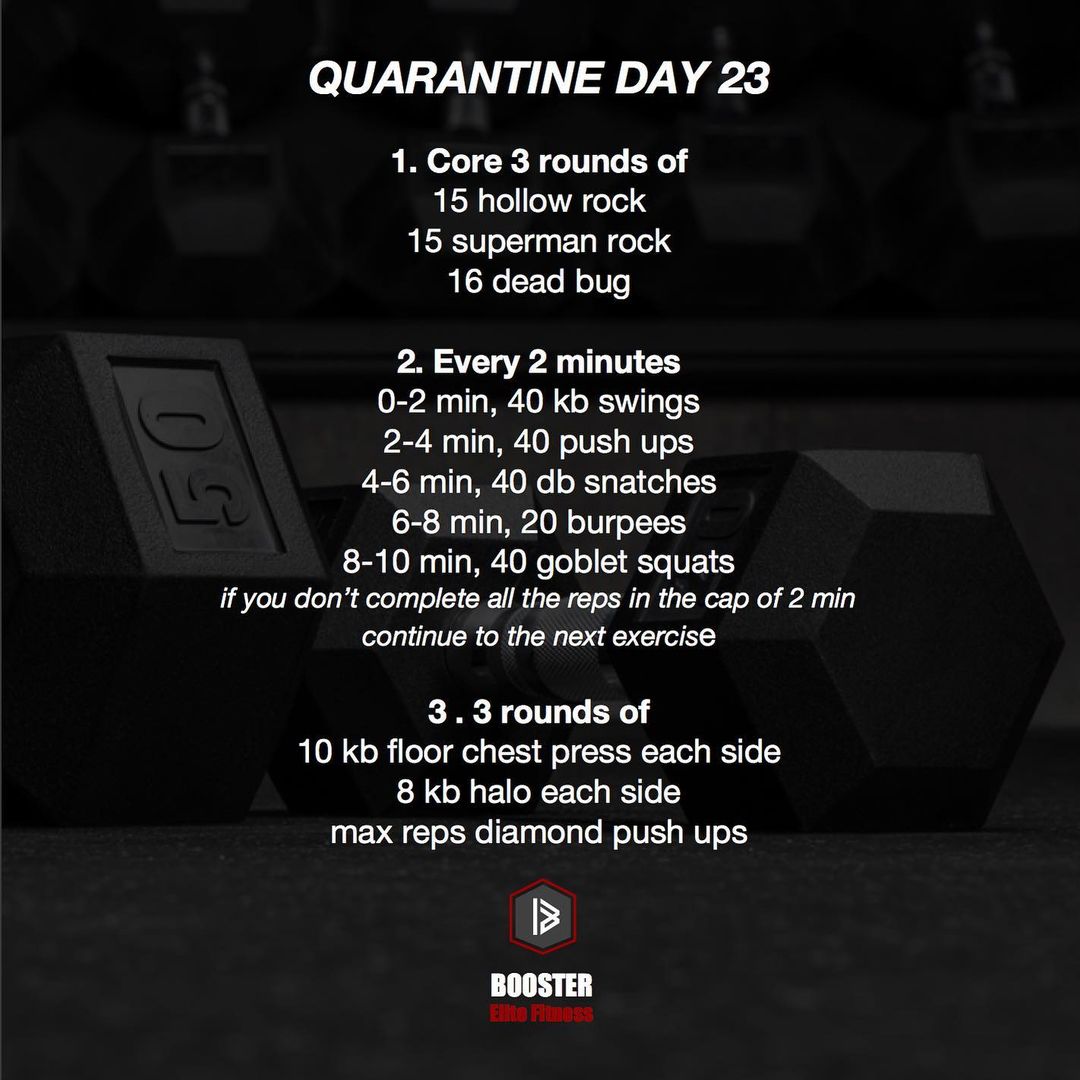 QUARANTINE DAY 23
1. Core 3 rounds of
15 hollow rock
15 superman rock
16 dead bug
2. Every 2 minutes
0-2 min, 40 kb swings
2-4 min, 40 push ups
4-6 min, 40 db snatches
6-8 min, 20 burpees
8-10 min, 40 goblet squats
if you don’t complete all the reps in the cap of 2 min
continue to the next exercise
3 . 3 rounds of
10 kb floor chest press each side
8 kb halo each side
max reps diamond push ups
50
BOOSTER
Elite Fitness